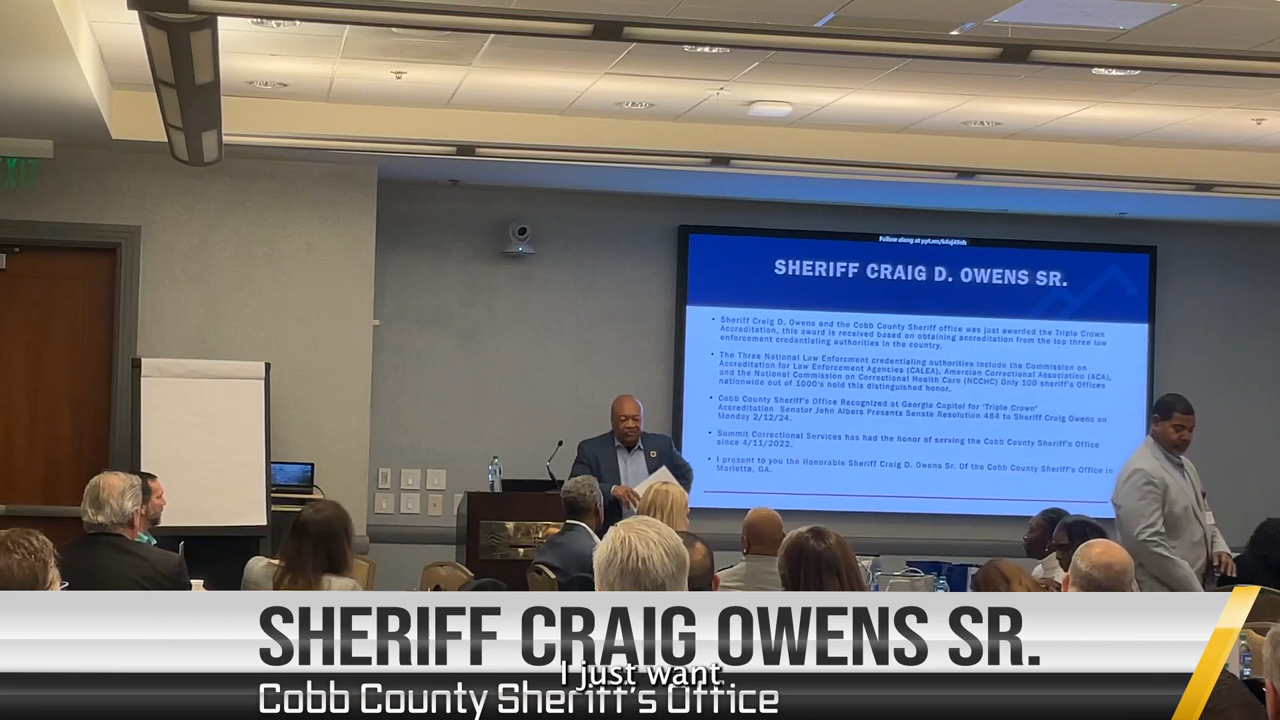 EXIT
Follow along at
SHERIFF CRAIG D. OWENS SR.
• Sheriff Craig D. Owens and the Cobb County Sheriff office was just awarded the Triple Crown
Accreditation, this award is received based on obtaining accreditation from the top three law
enforcement credentialing authorities in the country.
• The Three National Law Enforcment credentialing authorities include the Commission on
Accreditation for Law Enforcement Agencies (CALEA), Amercian Correctional Association (ACA),
and the National Commission on Correctional Health Care (NCCHC) Only 100 sheriff's Offices
nationwide out of 1000's hold this distinguished honor.
• Cobb County Sheriff's Office Recognized at Georgia Capitol for 'Triple Crown'
Accreditation Senator John Albers Presents Senate Resolution 484 to Sheriff Craig Owens on
Monday 2/12/24.
• Summit Correctional Services has had the honor of serving the Cobb County Sheriff's Office
since 4/11/2022.
• I present to you the Honorable Sheriff Craig D. Owens Sr. Of the Cobb County Sheriff's Office in
Marietta, GA.
SHERIFF CRAIG OWENS SR.
I just want
Cobb County Sheriff's Office